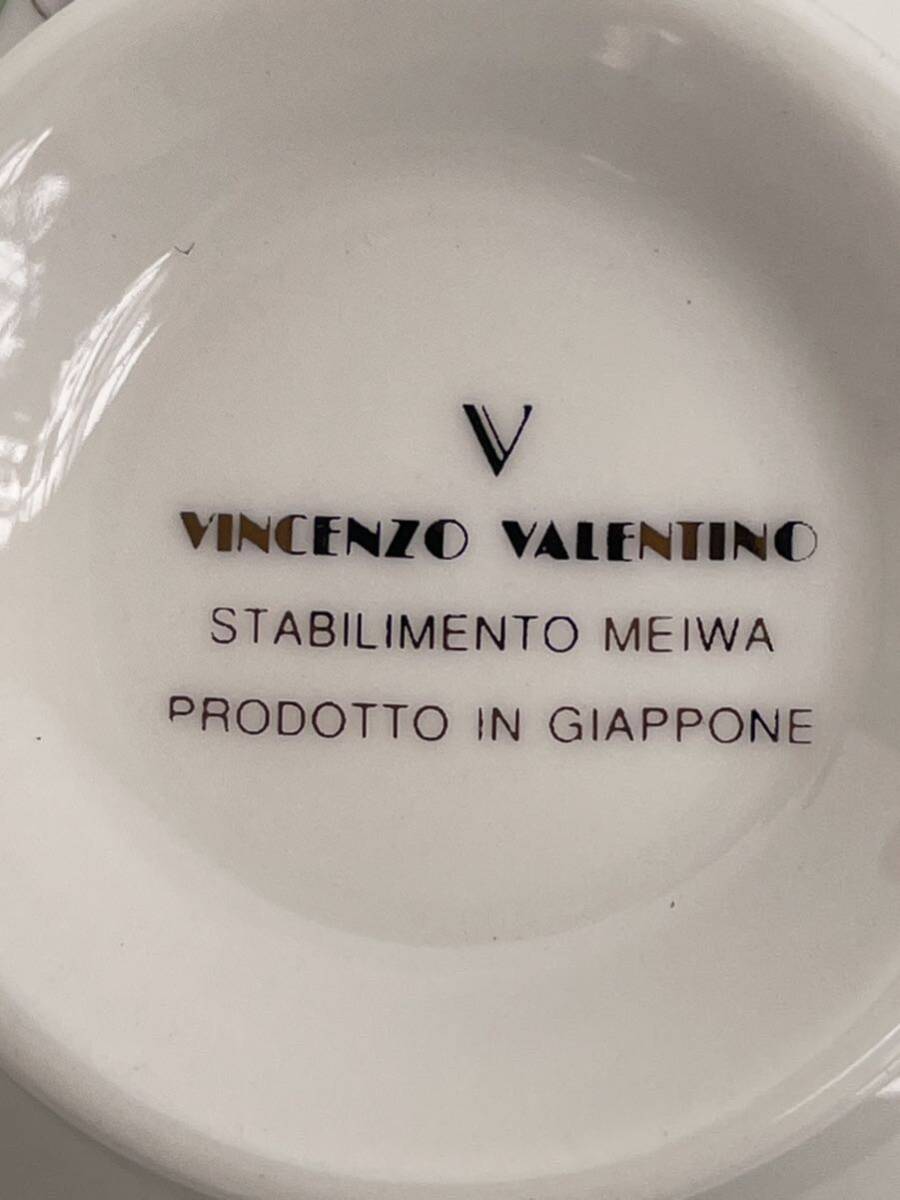 V
VINCENZO VALENTINO
STABILIMENTO MEIWA
PRODOTTO IN GIAPPONE